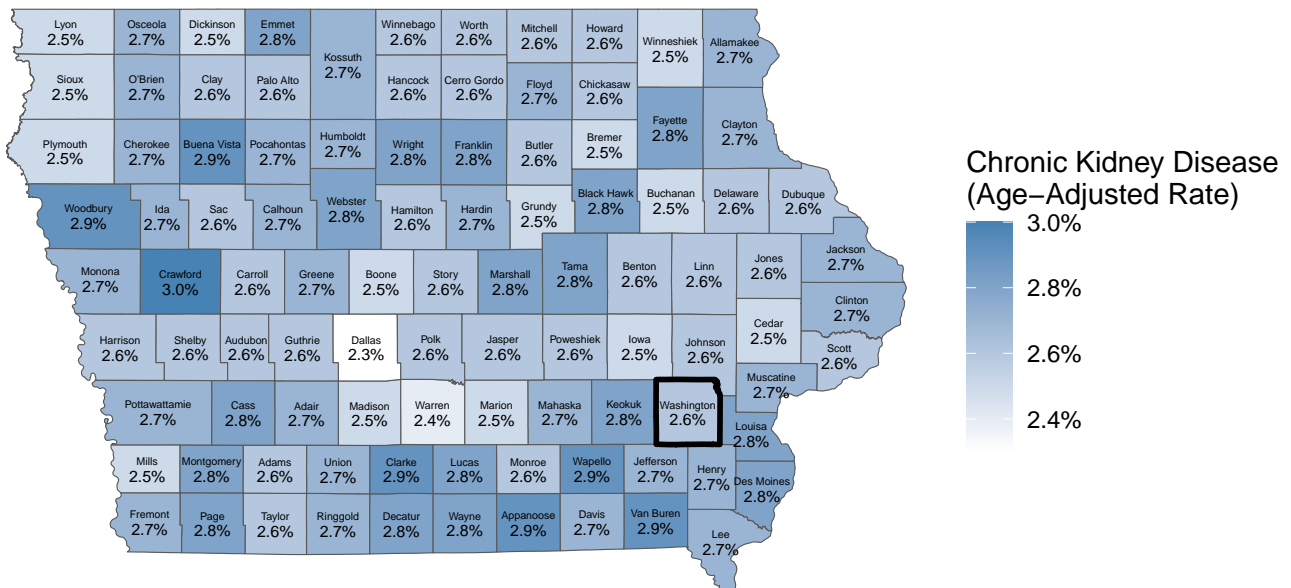 Lyon
2.5%
Osceola
2.7%
Dickinson
2.5%
Emmet
2.8%
Kossuth
2.7%
Winnebago
2.6%
Worth
2.6%
Mitchell
2.6%
Howard
2.6%
Winneshiek
2.5%
Allamakee
2.7%
Sioux
2.5%
O'Brien
2.7%
Clay
2.6%
Palo Alto
2.6%
Hancock
2.6%
Cerro Gordo
2.6%
Floyd
2.7%
Chickasaw
2.6%
Fayette
2.8%
Clayton
2.7%
Plymouth
2.5%
Cherokee
2.7%
Buena Vista
2.9%
Pocahontas
2.7%
Humboldt
2.7%
Wright
2.8%
Franklin
2.8%
Butler
2.6%
Bremer
2.5%
Woodbury
2.9%
Ida
2.7%
Sac
2.6%
Calhoun
2.7%
Webster
2.8%
Hamilton
2.6%
Hardin
2.7%
Grundy
2.5%
Black Hawk
2.8%
Buchanan
2.5%
Delaware
2.6%
Dubuque
2.6%
Monona
2.7%
Crawford
3.0%
Carroll
2.6%
Greene
2.7%
Boone
2.5%
Story
2.6%
Marshall
2.8%
Tama
2.8%
Benton
2.6%
Linn
2.6%
Jones
2.6%
Jackson
2.7%
Clinton
2.7%
Harrison
2.6%
Shelby
2.6%
Audubon
2.6%
Guthrie
2.6%
Dallas
2.3%
Polk
2.6%
Jasper
2.6%
Poweshiek
2.6%
Iowa
2.5%
Johnson
2.6%
Cedar
2.5%
Scott
2.6%
Muscatine
2.7%
Pottawattamie
2.7%
Cass
2.8%
Adair
2.7%
Madison
2.5%
Warren
2.4%
Marion
2.5%
Mahaska
2.7%
Keokuk
2.8%
Washington
2.6%
Louisa
2.8%
Mills
2.5%
Montgomery
2.8%
Adams
2.6%
Union
2.7%
Clarke
2.9%
Lucas
2.8%
Monroe
2.6%
Wapello
2.9%
Jefferson
2.7%
Henry
2.7%
Des Moines
2.8%
Fremont
2.7%
Page
2.8%
Taylor
2.6%
Ringgold
2.7%
Decatur
2.8%
Wayne
2.8%
Appanoose
2.9%
Davis
2.7%
Van Buren
2.9%
Lee
2.7%
Chronic Kidney Disease
(Age−Adjusted Rate)
3.0%
2.8%
2.6%
2.4%